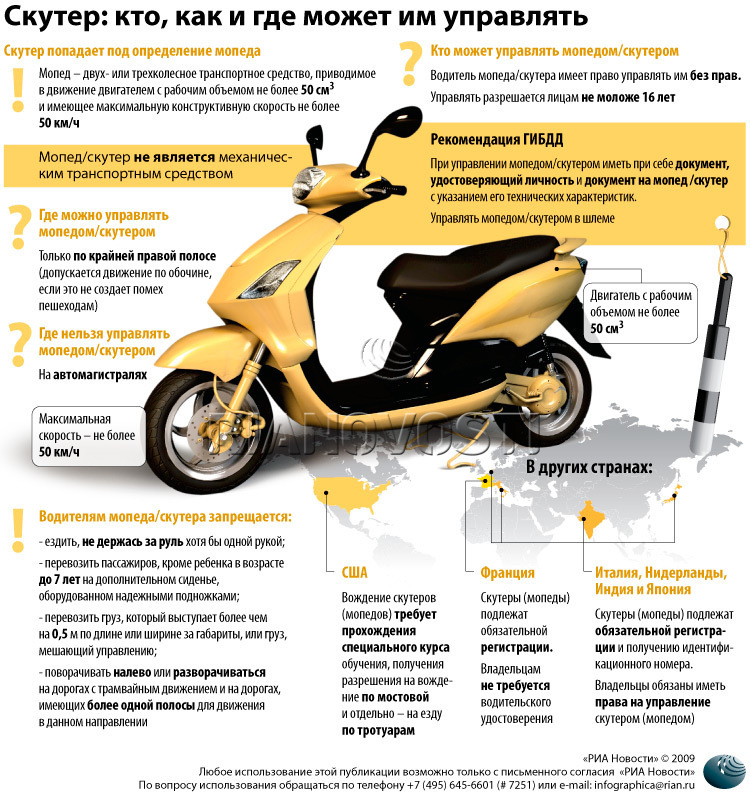 Скутер: кто, как и где может им управлять
Скутер попадает под определение мопеда
! Мопед – двух- или трехколесное транспортное средство, приводимое
в движение двигателем с рабочим объемом не более 50 см³
и имеющее максимальную конструктивную скорость не более
50 км/ч
Мопед/скутер не является механичес-
ким транспортным средством
? Кто может управлять мопедом/скутером
Водитель мопеда/скутера имеет право управлять им без прав.
Управлять разрешается лицам не моложе 16 лет
Рекомендация ГИБДД
При управлении мопедом/скутером иметь при себе документ,
удостоверяющий личность и документ на мопед /скутер
с указанием его технических характеристик.
Управлять мопедом/скутером в шлеме
? Где можно управлять
мопедом/скутером
Только по крайней правой полосе
(допускается движение по обочине,
если это не создает помех
пешеходам)
? Где нельзя управлять
мопедом/скутером
На автомагистралях
Двигатель с рабочим
объемом не более
50 см³
Максимальная
скорость – не более
50 км/ч
RIANOVOSTI
! Водителям мопеда/скутера запрещается:
- ездить, не держась за руль хотя бы одной рукой;
- перевозить пассажиров, кроме ребенка в возрасте
до 7 лет на дополнительном сиденье,
оборудованном надежными подножками;
- перевозить груз, который выступает более чем
на 0,5 м по длине или ширине за габариты, или груз,
мешающий управлению;
- поворачивать налево или разворачиваться
на дорогах с трамвайным движением и на дорогах,
имеющих более одной полосы для движения
в данном направлении
В других странах:
США
Вождение скутеров
(мопедов) требует
прохождения
специального курса
обучения, получения
разрешения на вожде-
ние по мостовой
и отдельно – на езду
по тротуарам
Франция
Скутеры (мопеды)
подлежат
обязательной
регистрации.
Владельцам
не требуется
водительского
удостоверения
Италия, Нидерланды,
Индия и Япония
Скутеры (мопеды) подлежат
обязательной регистра-
ции и получению идентифи-
кационного номера.
Владельцы обязаны иметь
права на управление
скутером (мопедом)
«РИА Новости» © 2009
Любое использование этой публикации возможно только с письменного согласия «РИА Новости»
По вопросу использования обращаться по телефону +7 (495) 645-6601 (# 7251) или e-mail: infographica@rian.ru